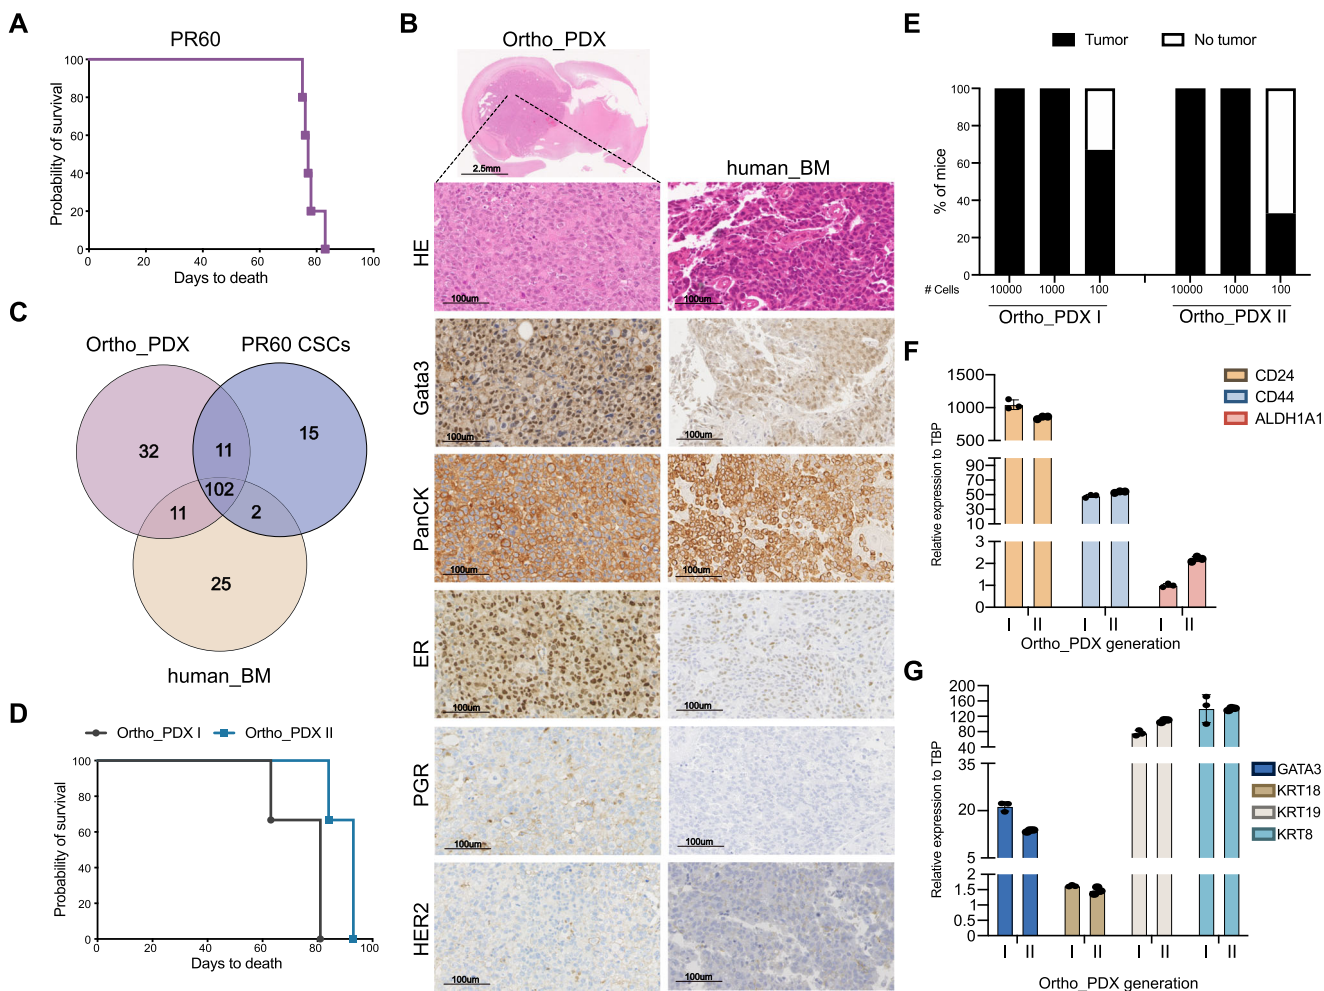 A
PR60
Probability of survival
100
80
60
40
20
0
0 20 40 60 80 100
Days to death
B
Ortho_PDX
2.5mm
human_BM
HE
100um
100um
Gata3
100um
100um
PanCK
100um
100um
ER
100um
100um
PGR
100um
100um
HER2
100um
100um
C
Ortho_PDX PR60 CSCs
32 11 15
102
11 2
25
human_BM
D
Ortho_PDX I Ortho_PDX II
Probability of survival
100
80
60
40
20
0
0 20 40 60 80 100
Days to death
E
Tumor No tumor
% of mice
100
80
60
40
20
0
# Cells 10000 1000 100 10000 1000 100
Ortho_PDX I Ortho_PDX II
F
CD24
CD44
ALDH1A1
Relative expression to TBP
1500
1000
500
90
70
50
30
10
3
2
1
0
I II I II I II
Ortho_PDX generation
G
GATA3
KRT18
KRT19
KRT8
Relative expression to TBP
200
160
120
80
40
35
20
5
2
1.5
1.0
0.5
0
I II I II I II I II
Ortho_PDX generation